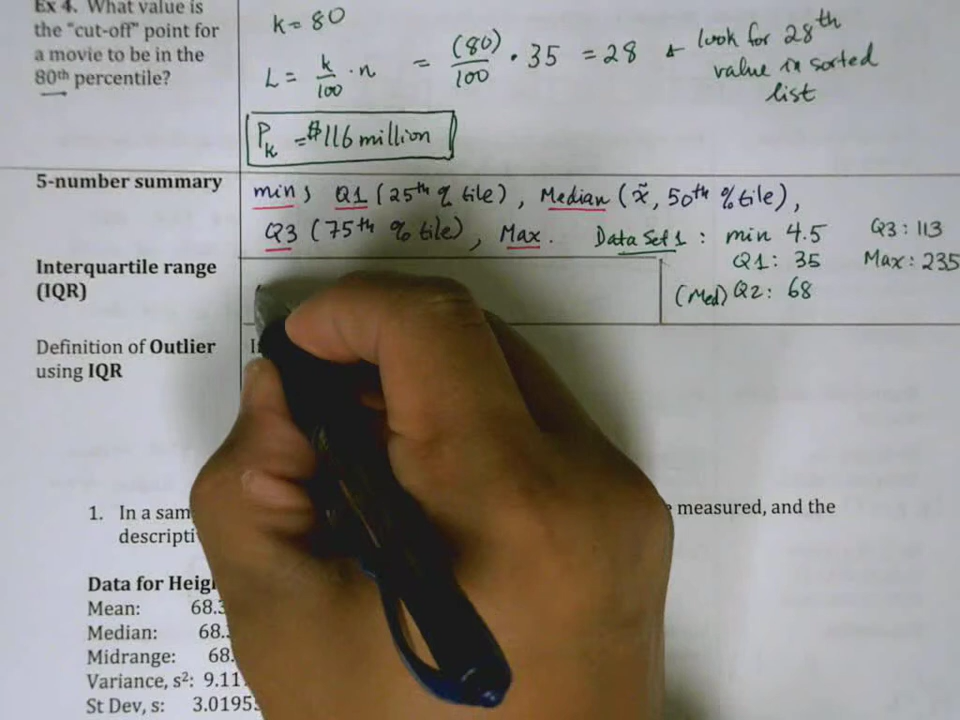 Ex 4. What value is
the "cut-off" point for
a movie to be in the
80th percentile?
k = 80
L = k/100 · n = (80)/100 · 35 = 28 ← look for 28th
value in sorted
list
Pk = $116 million
5-number summary
min, Q1 (25th %tile), Median (x̃, 50th %tile),
Q3 (75th %tile), Max. Data Set 1: min 4.5 Q3: 113
Q1: 35 Max: 235
(Med) Q2: 68
Interquartile range
(IQR)
Definition of Outlier
using IQR
1. In a measured, and the
Data for
Mean: 68.
Median: 68.
Midrange: 68.
Variance, s²: 9.11
St Dev, s: 3.0195